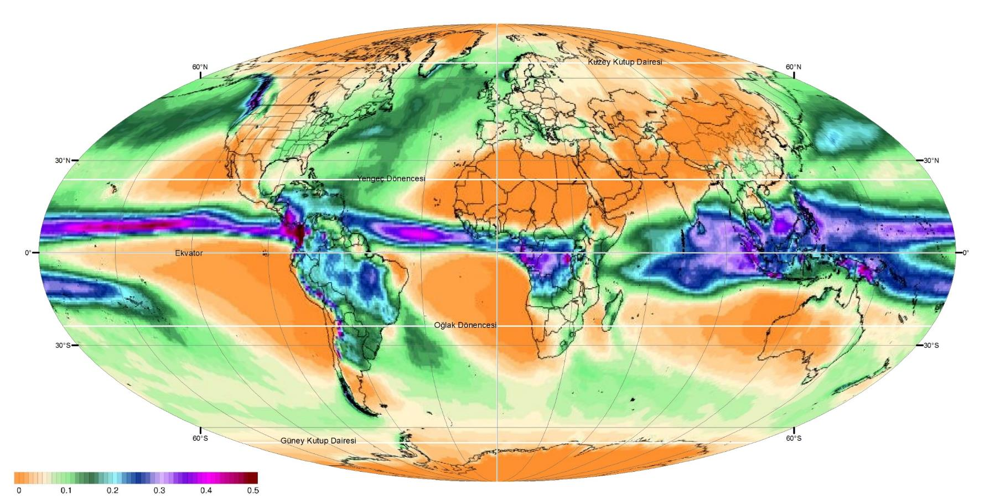 Kuzey Kutup Dairesi
60°N
60°N
30°N
30°N
Yengeç Dönencesi
0°
Ekvator
0°
Oğlak Dönencesi
30°S
30°S
60°S
Güney Kutup Dairesi
60°S
0 0.1 0.2 0.3 0.4 0.5